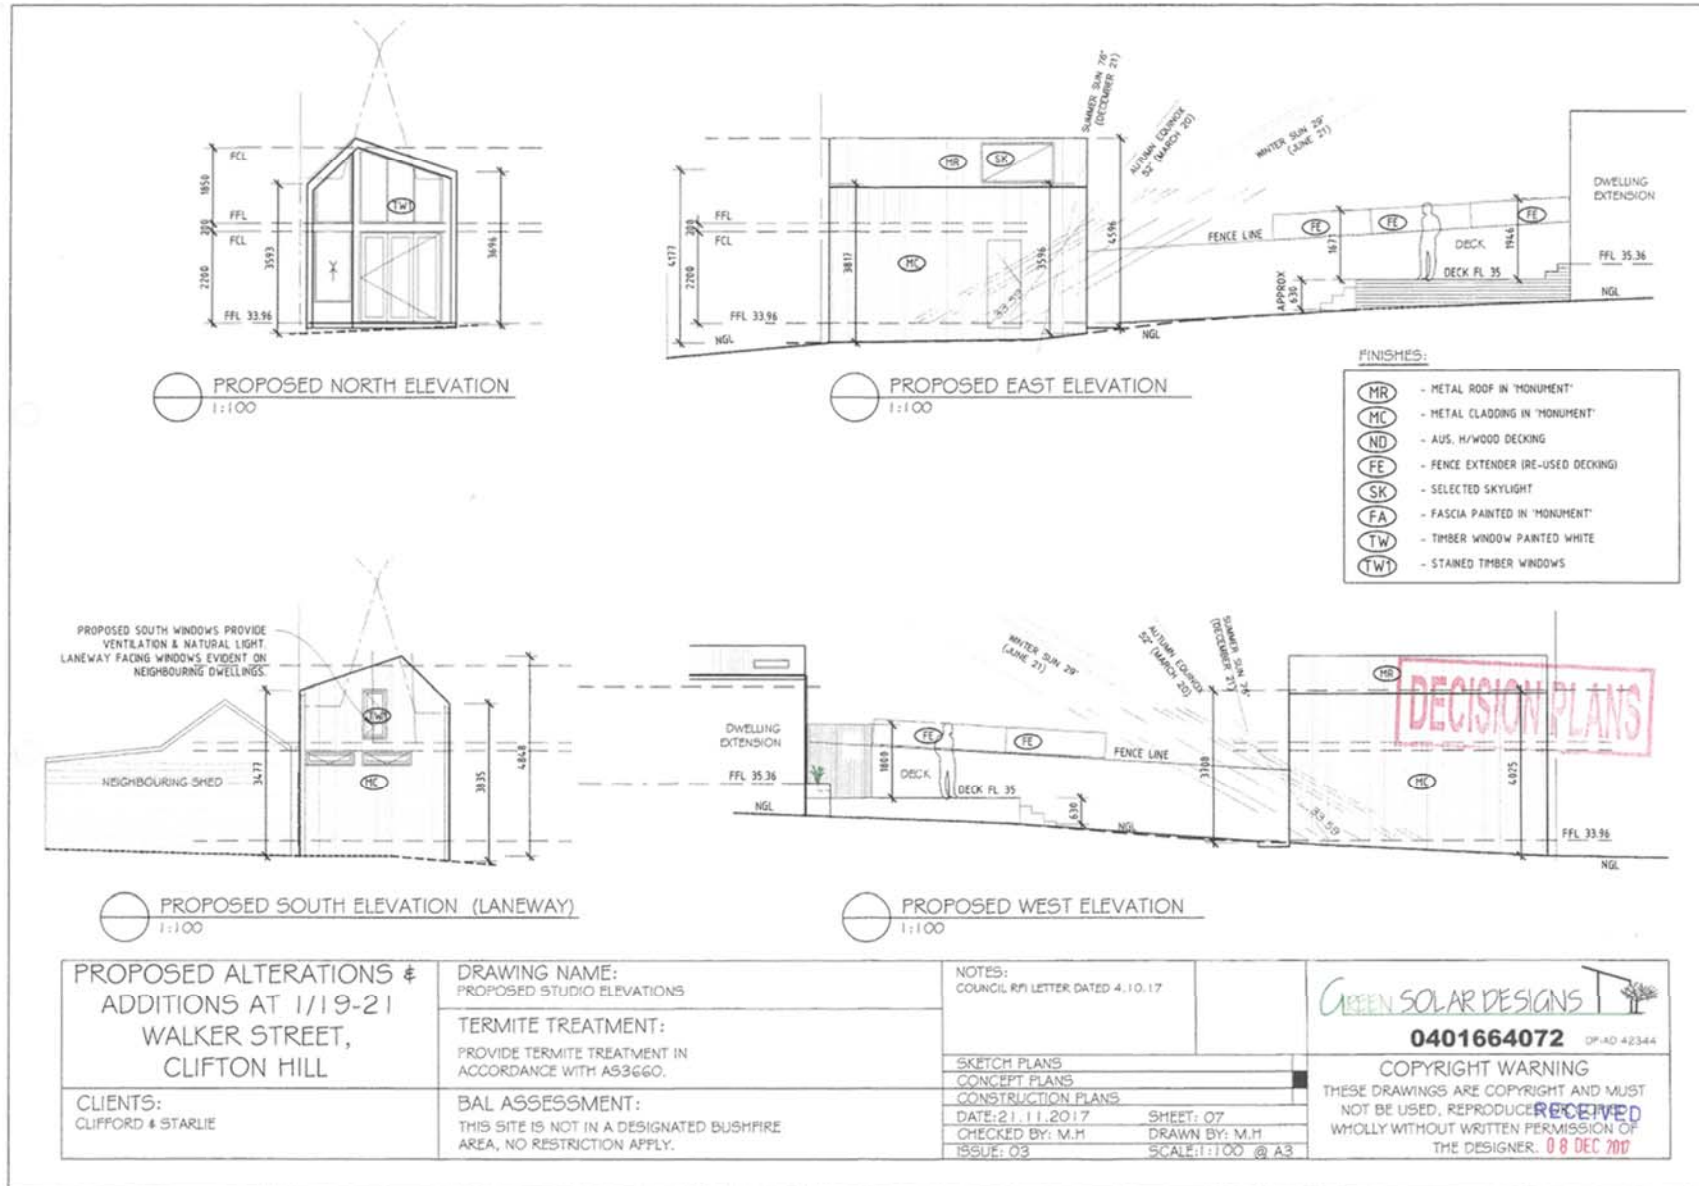 FCL
FFL
FCL
FFL 33.96
1850
200
2200
3593
3696
TW1
PROPOSED NORTH ELEVATION
1:100
SUMMER SUN 76°
(DECEMBER 21)
AUTUMN EQUINOX
52° (MARCH 20)
WINTER SUN 29°
(JUNE 21)
MR
SK
FFL
FCL
4177
200
2200
3817
3596
4596
MC
33.59
FFL 33.96
NGL
NGL
FENCE LINE
FE
FE
FE
1671
1946
DECK
DECK FL 35
APPROX
630
DWELLING
EXTENSION
FFL 35.36
NGL
PROPOSED EAST ELEVATION
1:100
FINISHES:
MR - METAL ROOF IN 'MONUMENT'
MC - METAL CLADDING IN 'MONUMENT'
ND - AUS. H/WOOD DECKING
FE - FENCE EXTENDER (RE-USED DECKING)
SK - SELECTED SKYLIGHT
FA - FASCIA PAINTED IN 'MONUMENT'
TW - TIMBER WINDOW PAINTED WHITE
TW1 - STAINED TIMBER WINDOWS
PROPOSED SOUTH WINDOWS PROVIDE
VENTILATION & NATURAL LIGHT.
LANEWAY FACING WINDOWS EVIDENT ON
NEIGHBOURING DWELLINGS.
NEIGHBOURING SHED
3477
TW1
MC
3835
4848
PROPOSED SOUTH ELEVATION (LANEWAY)
1:100
DWELLING
EXTENSION
FFL 35.36
NGL
FE
FE
1800
DECK
DECK FL 35
630
NGL
FENCE LINE
WINTER SUN 29°
(JUNE 21)
AUTUMN EQUINOX
52° (MARCH 20)
SUMMER SUN 76°
(DECEMBER 21)
3700
33.59
MR
MC
4025
FFL 33.96
NGL
DECISION PLANS
PROPOSED WEST ELEVATION
1:100
PROPOSED ALTERATIONS &
ADDITIONS AT 1/19-21
WALKER STREET,
CLIFTON HILL
CLIENTS:
CLIFFORD & STARLIE
DRAWING NAME:
PROPOSED STUDIO ELEVATIONS
TERMITE TREATMENT:
PROVIDE TERMITE TREATMENT IN
ACCORDANCE WITH AS3660.
BAL ASSESSMENT:
THIS SITE IS NOT IN A DESIGNATED BUSHFIRE
AREA, NO RESTRICTION APPLY.
NOTES:
COUNCIL RFI LETTER DATED 4.10.17
SKETCH PLANS
CONCEPT PLANS
CONSTRUCTION PLANS
DATE:21.11.2017 SHEET: 07
CHECKED BY: M.H DRAWN BY: M.H
ISSUE: 03 SCALE:1:100 @ A3
GREEN SOLAR DESIGNS
0401664072 DP-AD 42344
COPYRIGHT WARNING
THESE DRAWINGS ARE COPYRIGHT AND MUST
NOT BE USED, REPRODUCED
RECEIVED
WHOLLY WITHOUT WRITTEN PERMISSION OF
THE DESIGNER.
08 DEC 2017